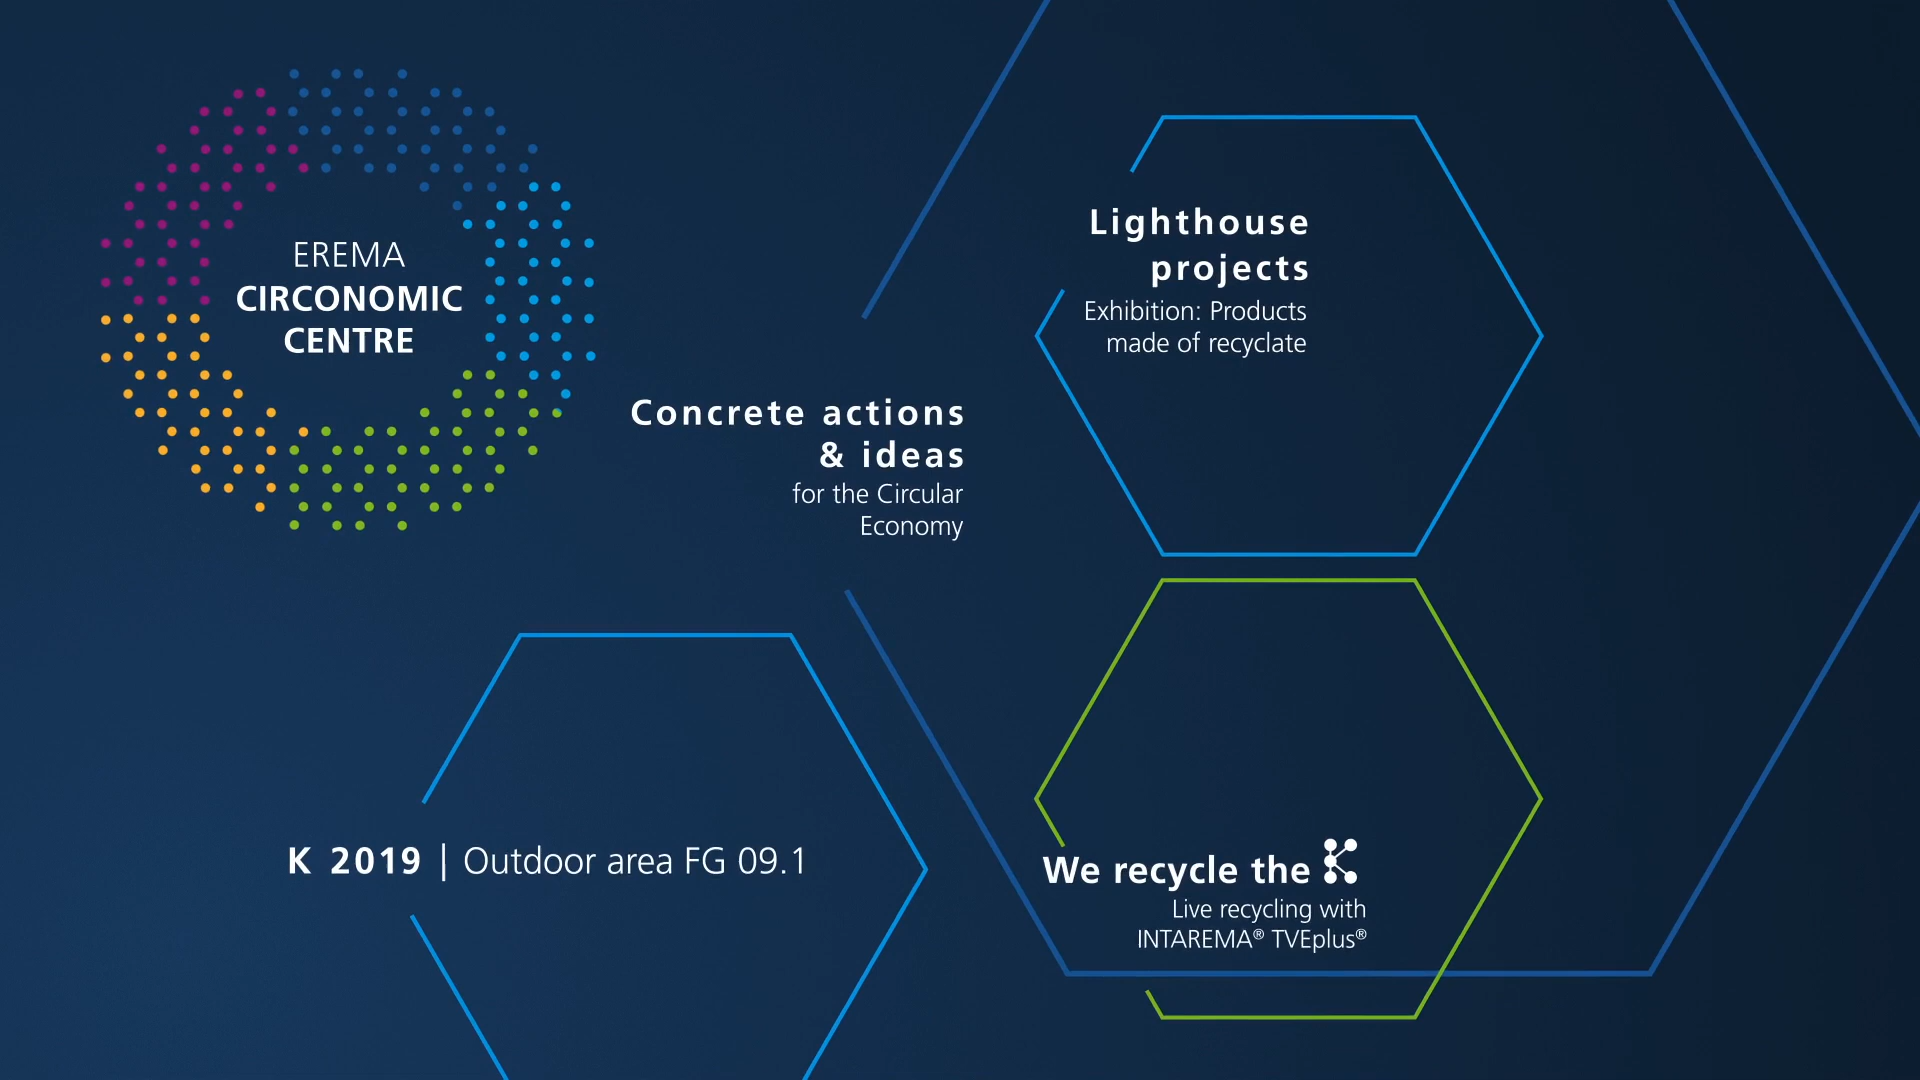 EREMA
CIRCONOMIC
CENTRE
Lighthouse
projects
Exhibition: Products
made of recyclate
Concrete actions
& ideas
for the Circular
Economy
K 2019 | Outdoor area FG 09.1
We recycle the K
Live recycling with
INTAREMA® TVEplus®